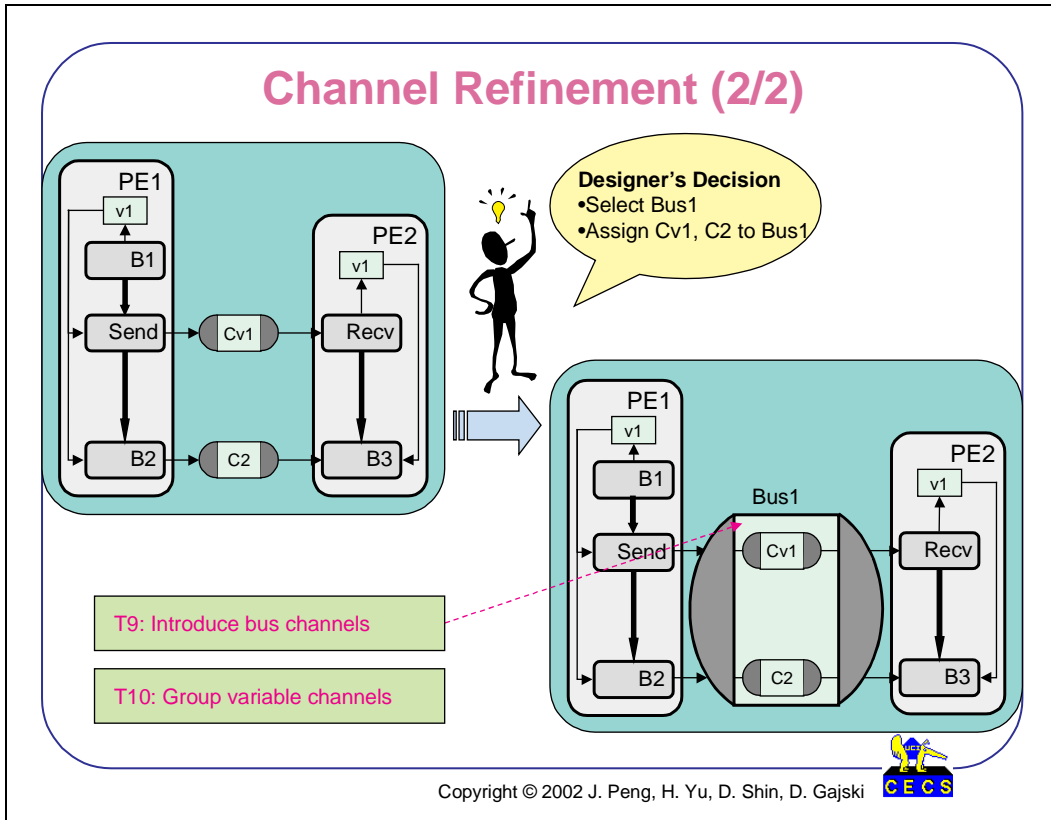 Channel Refinement (2/2)
PE1
v1
B1
Send
B2
Cv1
C2
PE2
v1
Recv
B3
Designer's Decision
•Select Bus1
•Assign Cv1, C2 to Bus1
PE1
v1
B1
Send
B2
Bus1
Cv1
C2
PE2
v1
Recv
B3
T9: Introduce bus channels
T10: Group variable channels
UCI
CECS
Copyright © 2002 J. Peng, H. Yu, D. Shin, D. Gajski